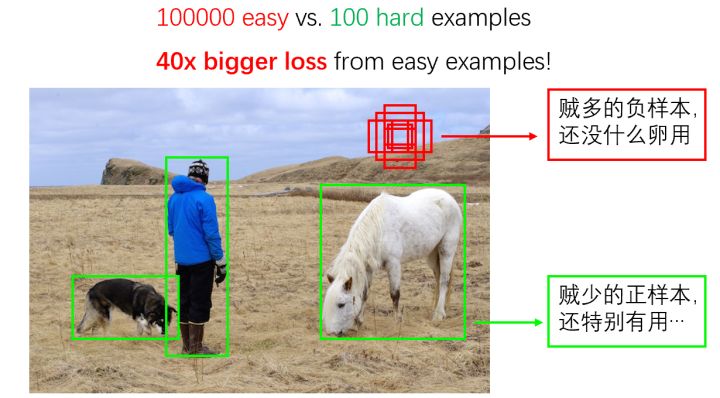 100000 easy vs. 100 hard examples
40x bigger loss from easy examples!
贼多的负样本，
还没什么卵用
贼少的正样本，
还特别有用…